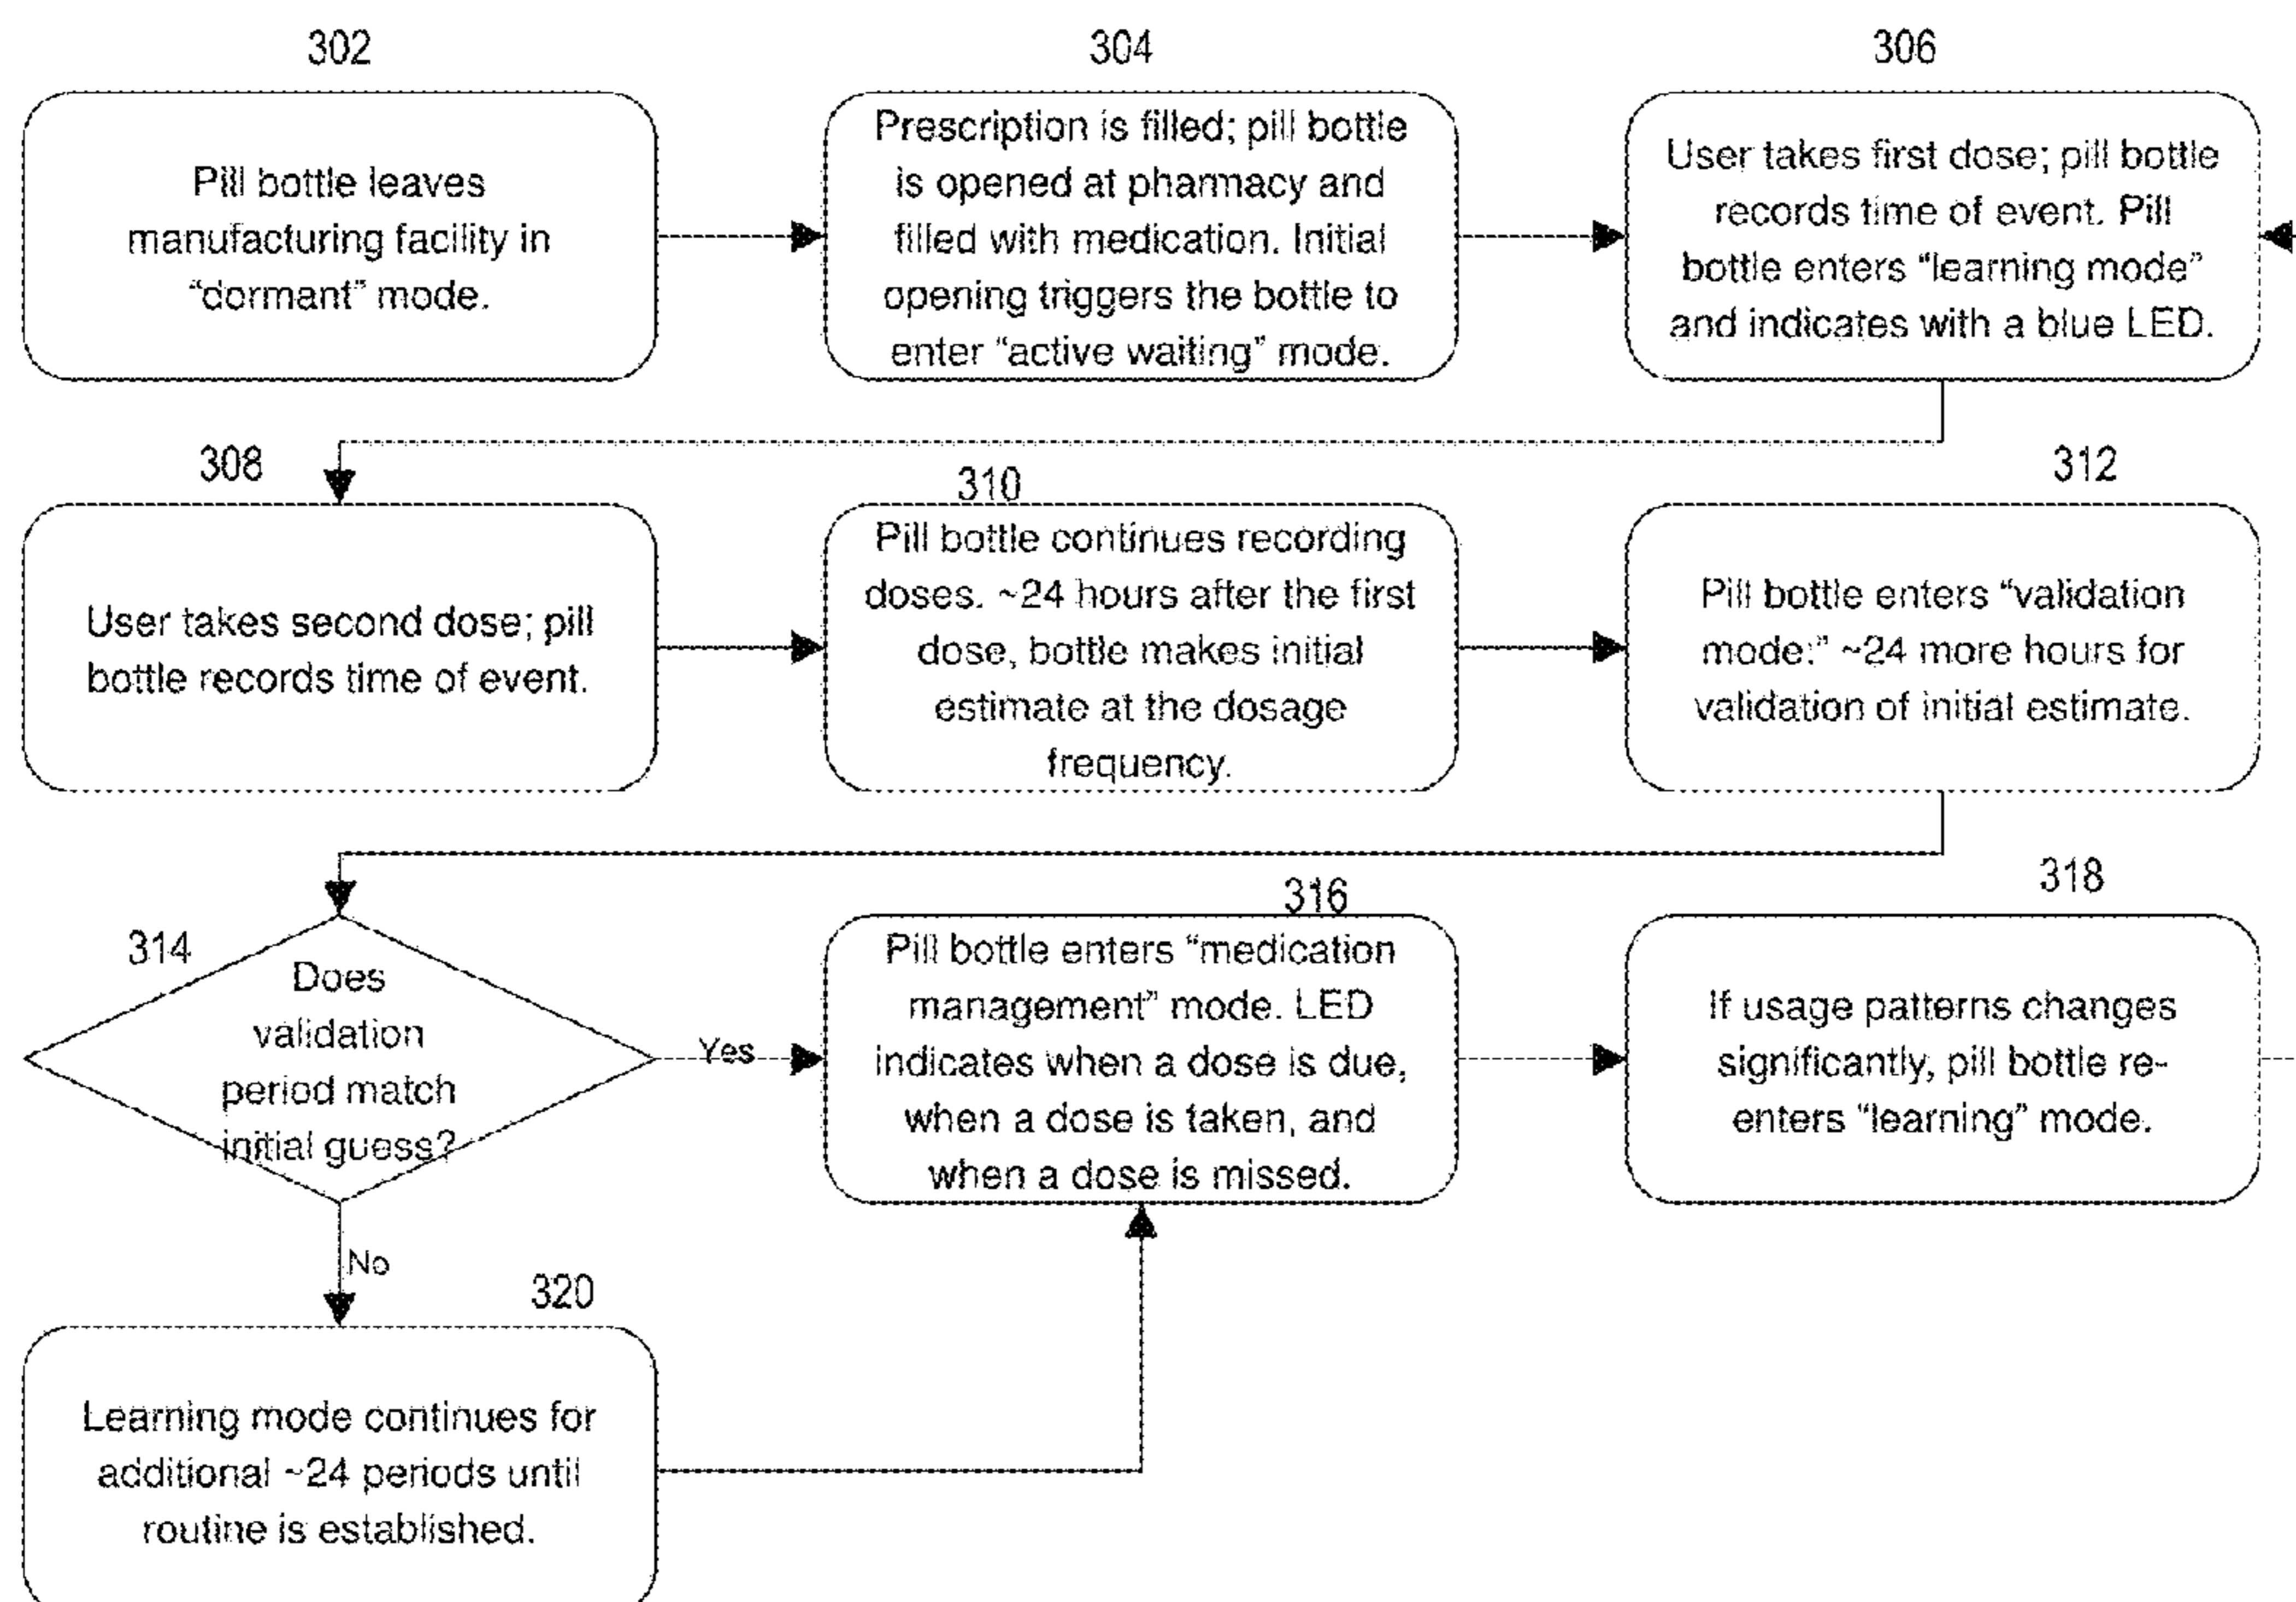 302
Pill bottle leaves
manufacturing facility in
“dormant” mode.
304
Prescription is filled; pill bottle
is opened at pharmacy and
filled with medication. Initial
opening triggers the bottle to
enter “active waiting” mode.
306
User takes first dose; pill bottle
records time of event. Pill
bottle enters “learning mode”
and indicates with a blue LED.
308
User takes second dose; pill
bottle records time of event.
310
Pill bottle continues recording
doses. ~24 hours after the first
dose, bottle makes initial
estimate at the dosage
frequency.
312
Pill bottle enters “validation
mode:” ~24 more hours for
validation of initial estimate.
314
Does
validation
period match
initial guess?
Yes
316
Pill bottle enters “medication
management” mode. LED
indicates when a dose is due,
when a dose is taken, and
when a dose is missed.
318
If usage patterns changes
significantly, pill bottle re-
enters “learning” mode.
No
320
Learning mode continues for
additional ~24 periods until
routine is established.